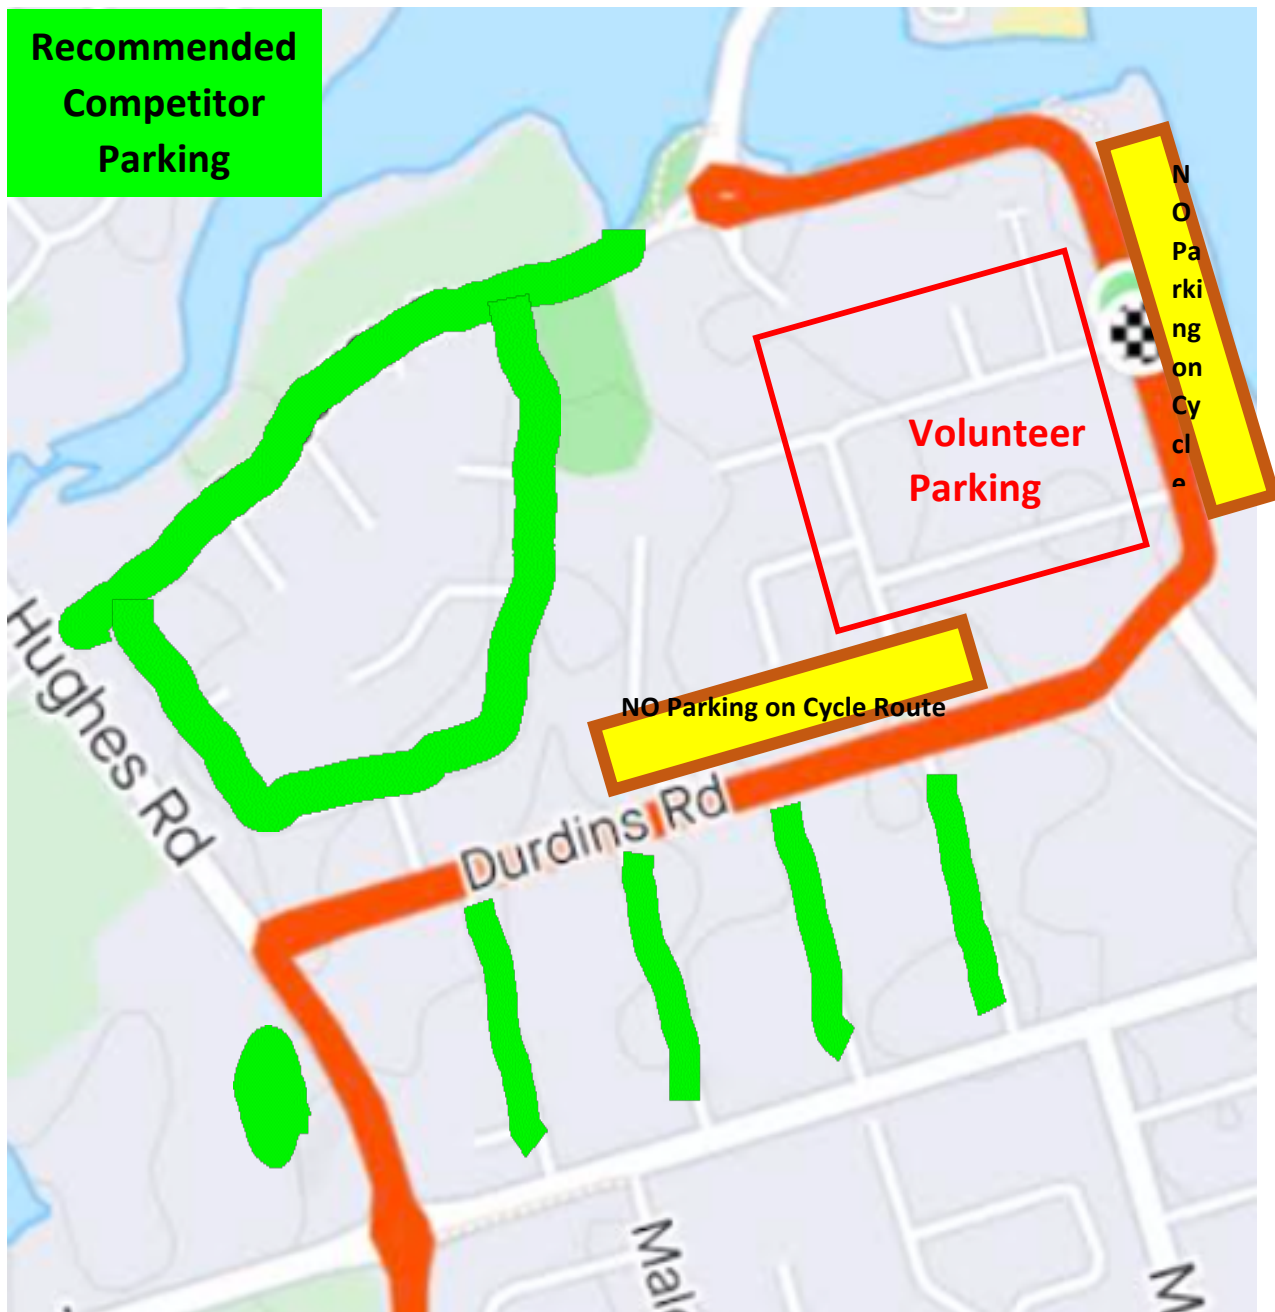 Recommended
Competitor
Parking
N
O
Pa
rki
ng
on
Cy
cl
e
Volunteer
Parking
NO Parking on Cycle Route
Hughes Rd
Durdins Rd
Malc
M